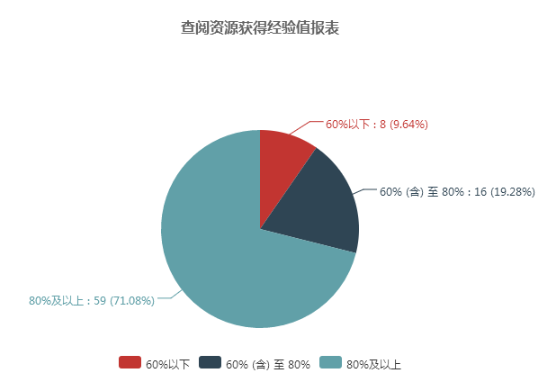 查阅资源获得经验值报表
60%以下 : 8 (9.64%)
60% (含) 至 80% : 16 (19.28%)
80%及以上 : 59 (71.08%)
60%以下 60% (含) 至 80% 80%及以上